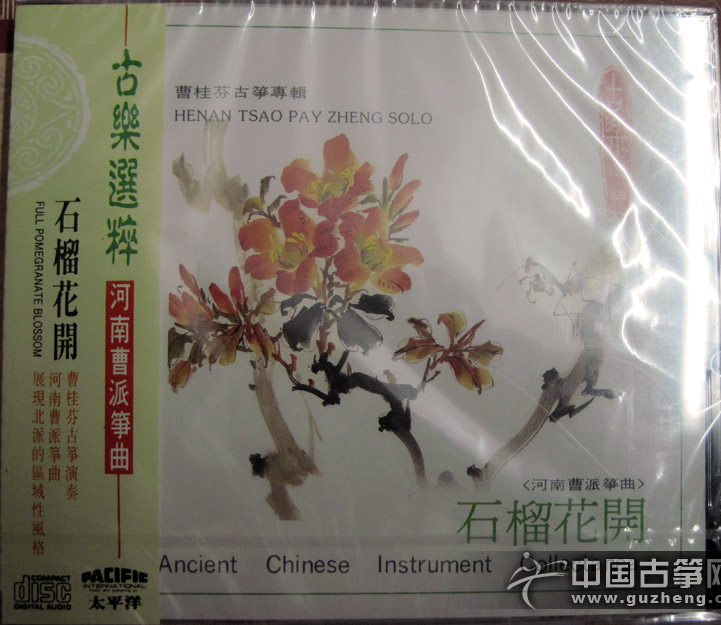 古樂選粹
河南曹派箏曲
石榴花開
FULL POMEGRANATE BLOSSOM
曹桂芬古箏演奏
河南曹派箏曲
展現北派的區域性風格
COMPACT
disc
DIGITAL AUDIO
PACIFIC
INTERNATIONAL
太平洋
曹桂芬古箏專輯
HENAN TSAO PAY ZHENG SOLO
<河南曹派箏曲>
石榴花開
Ancient Chinese Instrument
中国古筝网
www.guzheng.c